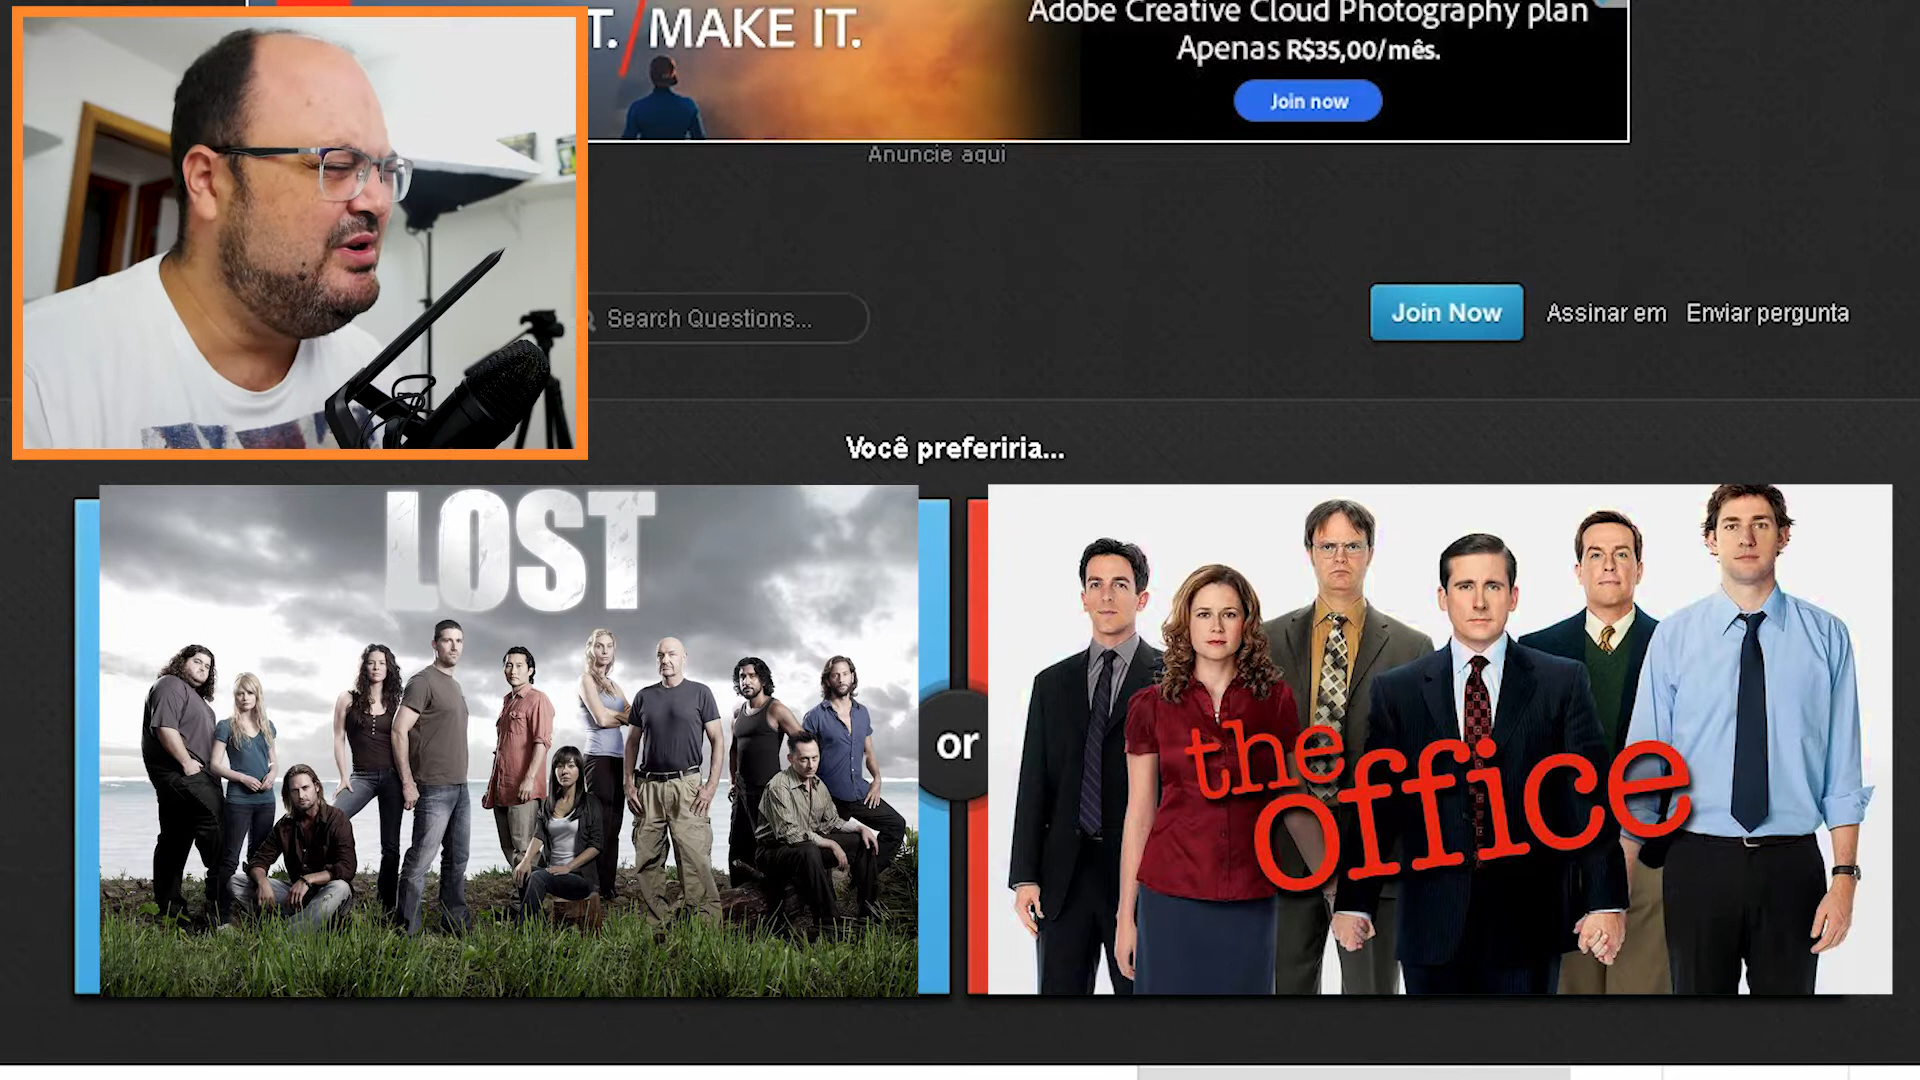 T. / MAKE IT.
Adobe Creative Cloud Photography plan
Apenas R$35,00/mês.
Join now
Anuncie aqui
Search Questions...
Join Now
Assinar em
Enviar pergunta
Você preferiria...
LOST
or
the
office